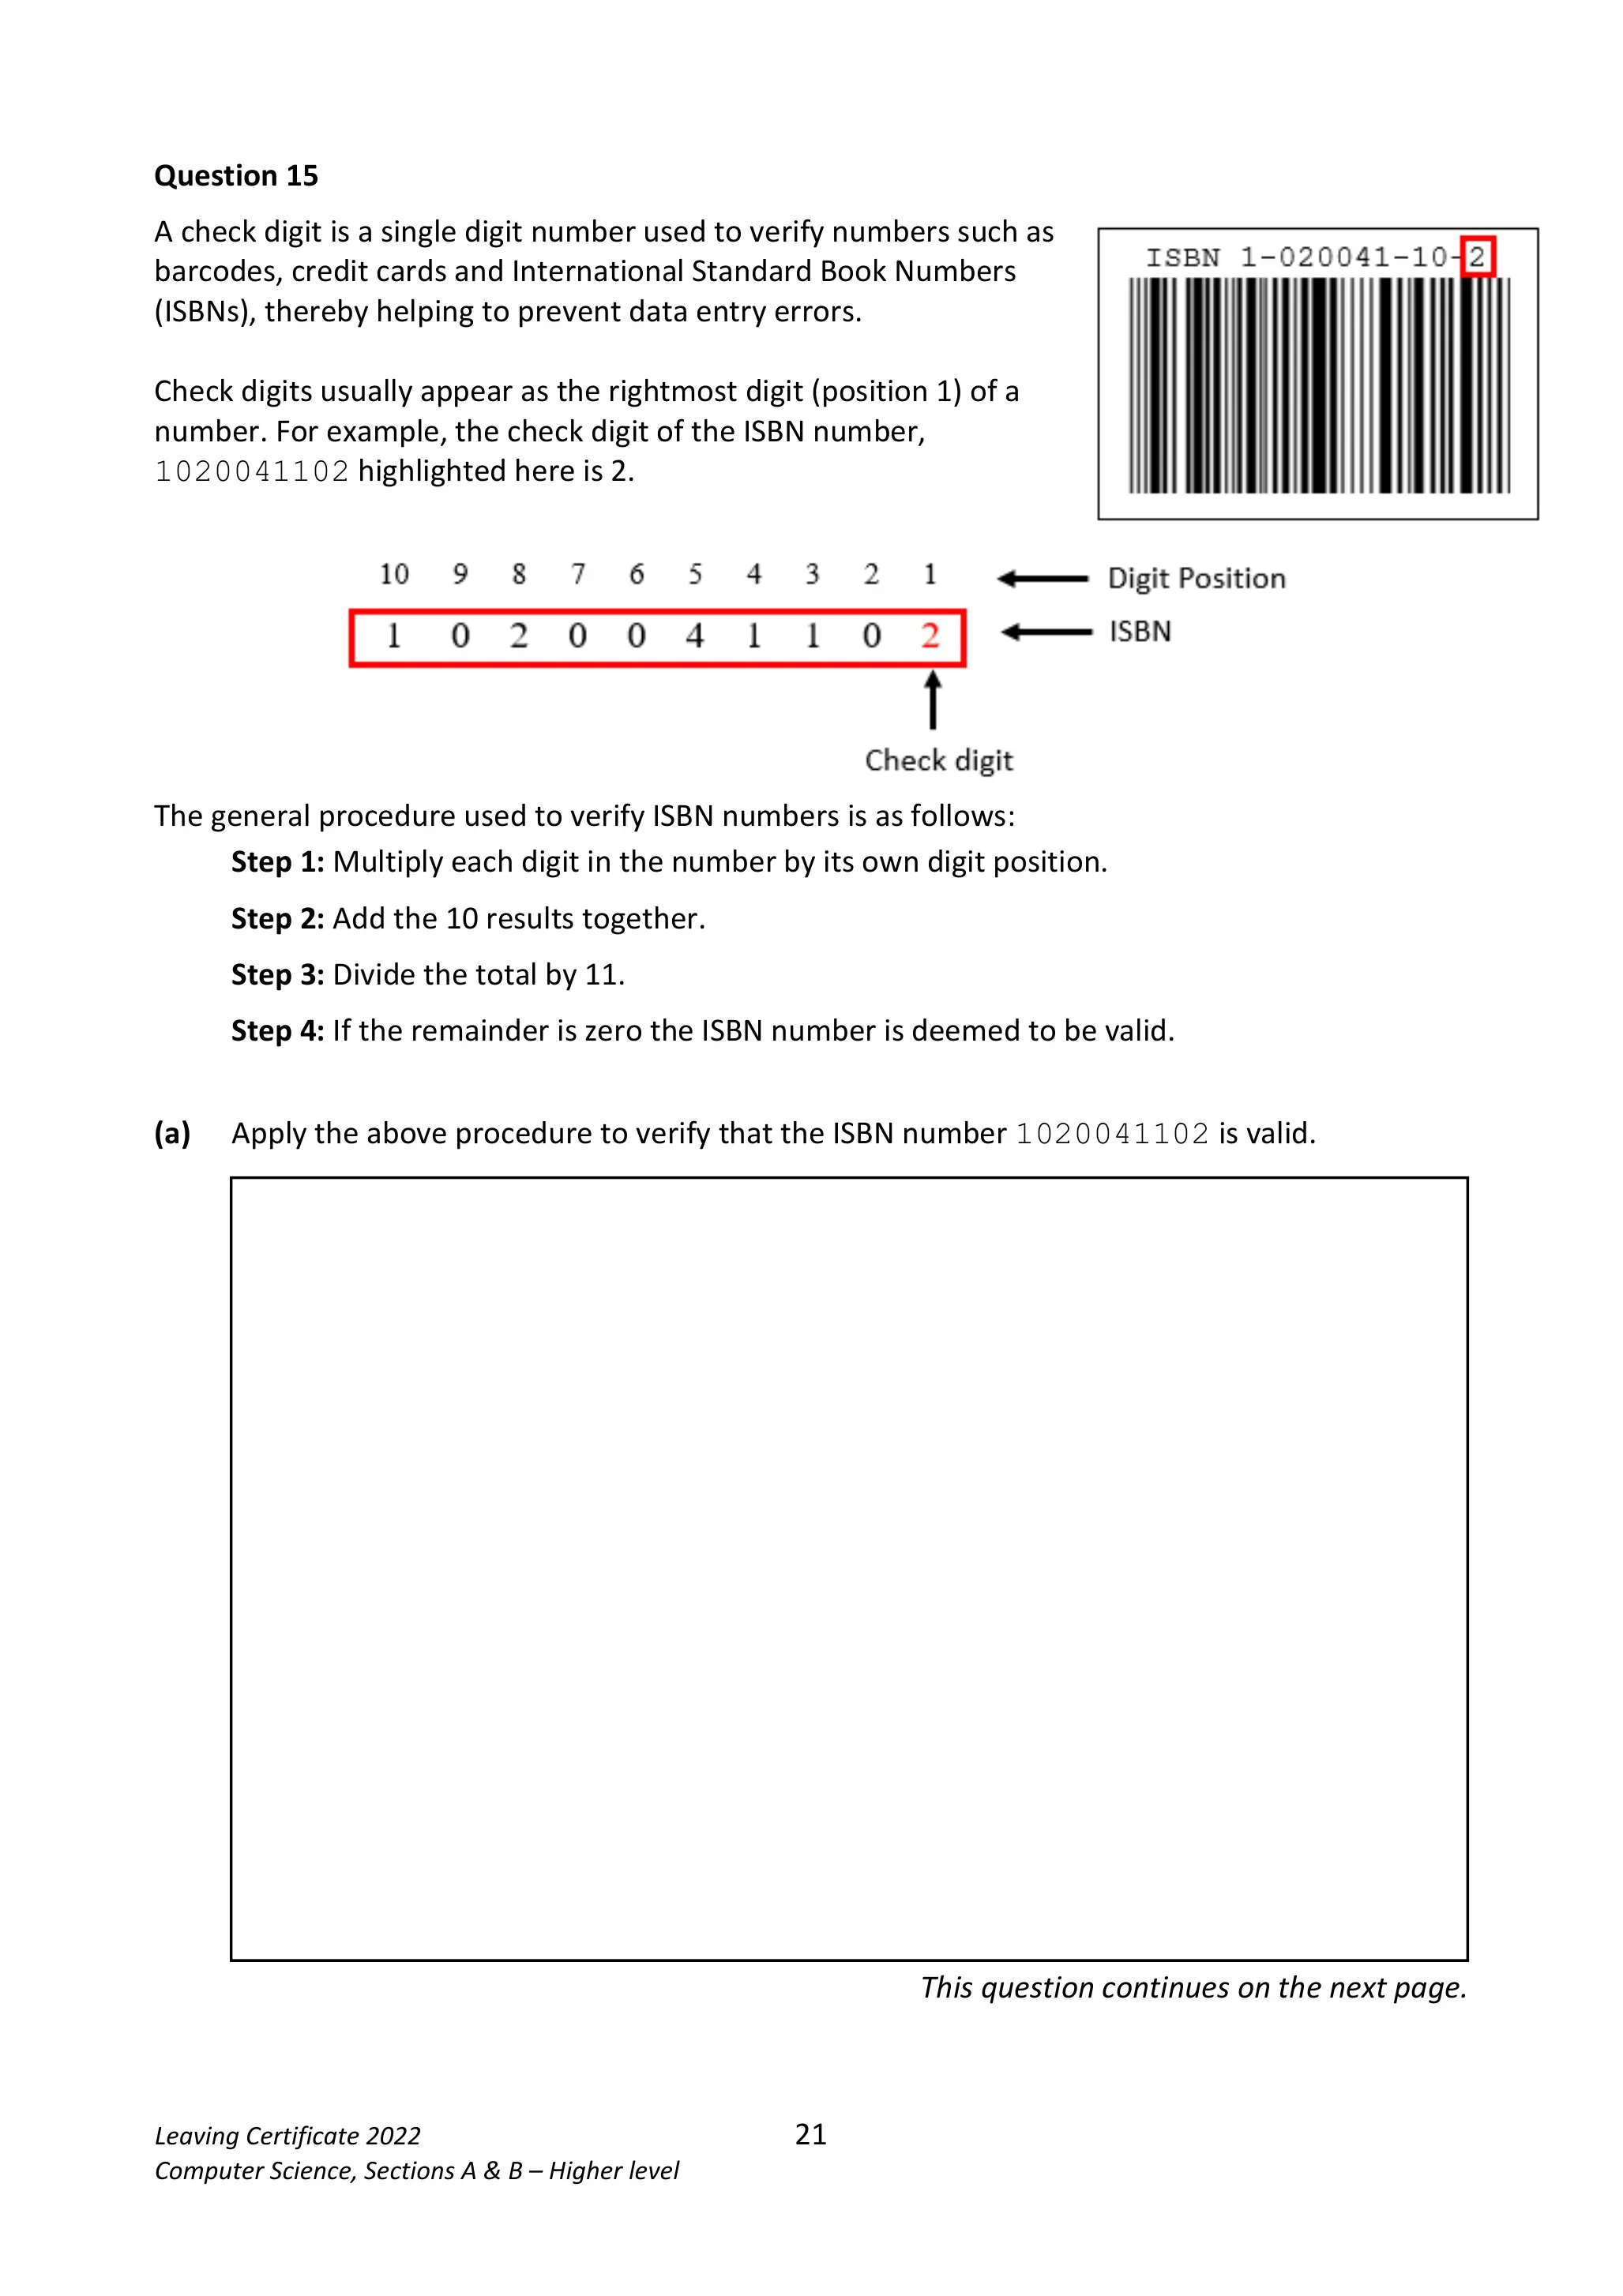 Question 15
A check digit is a single digit number used to verify numbers such as
barcodes, credit cards and International Standard Book Numbers
(ISBNs), thereby helping to prevent data entry errors.
ISBN 1-020041-10-2
Check digits usually appear as the rightmost digit (position 1) of a
number. For example, the check digit of the ISBN number,
1020041102 highlighted here is 2.
10 9 8 7 6 5 4 3 2 1 Digit Position
1 0 2 0 0 4 1 1 0 2 ISBN
Check digit
The general procedure used to verify ISBN numbers is as follows:
Step 1: Multiply each digit in the number by its own digit position.
Step 2: Add the 10 results together.
Step 3: Divide the total by 11.
Step 4: If the remainder is zero the ISBN number is deemed to be valid.
(a) Apply the above procedure to verify that the ISBN number 1020041102 is valid.
This question continues on the next page.
Leaving Certificate 2022 21
Computer Science, Sections A & B – Higher level